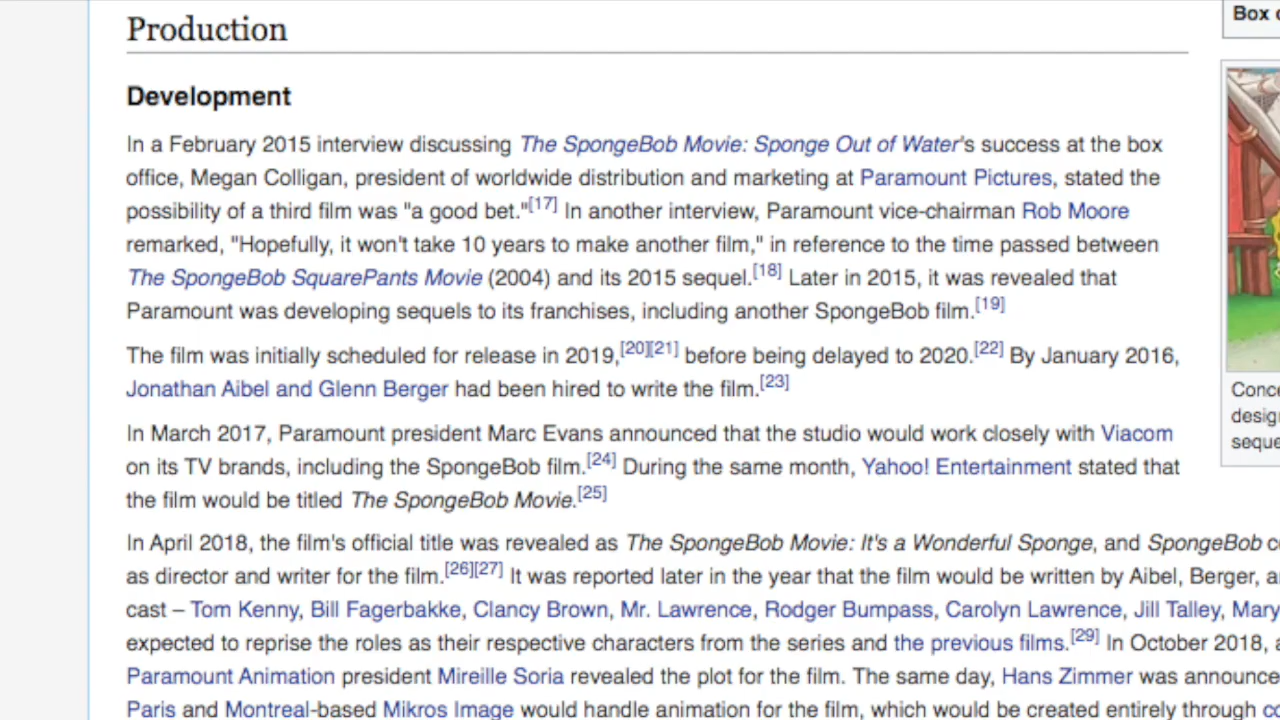 Production
Box
Development
In a February 2015 interview discussing The SpongeBob Movie: Sponge Out of Water's success at the box
office, Megan Colligan, president of worldwide distribution and marketing at Paramount Pictures, stated the
possibility of a third film was "a good bet."[17] In another interview, Paramount vice-chairman Rob Moore
remarked, "Hopefully, it won't take 10 years to make another film," in reference to the time passed between
The SpongeBob SquarePants Movie (2004) and its 2015 sequel.[18] Later in 2015, it was revealed that
Paramount was developing sequels to its franchises, including another SpongeBob film.[19]
The film was initially scheduled for release in 2019,[20][21] before being delayed to 2020.[22] By January 2016,
Jonathan Aibel and Glenn Berger had been hired to write the film.[23]
In March 2017, Paramount president Marc Evans announced that the studio would work closely with Viacom
on its TV brands, including the SpongeBob film.[24] During the same month, Yahoo! Entertainment stated that
the film would be titled The SpongeBob Movie.[25]
In April 2018, the film's official title was revealed as The SpongeBob Movie: It's a Wonderful Sponge, and SpongeBob
as director and writer for the film.[26][27] It was reported later in the year that the film would be written by Aibel, Berger,
cast – Tom Kenny, Bill Fagerbakke, Clancy Brown, Mr. Lawrence, Rodger Bumpass, Carolyn Lawrence, Jill Talley, Mary
expected to reprise the roles as their respective characters from the series and the previous films.[29] In October 2018,
Paramount Animation president Mireille Soria revealed the plot for the film. The same day, Hans Zimmer was announce
Paris and Montreal-based Mikros Image would handle animation for the film, which would be created entirely through
Conce
desig
seque